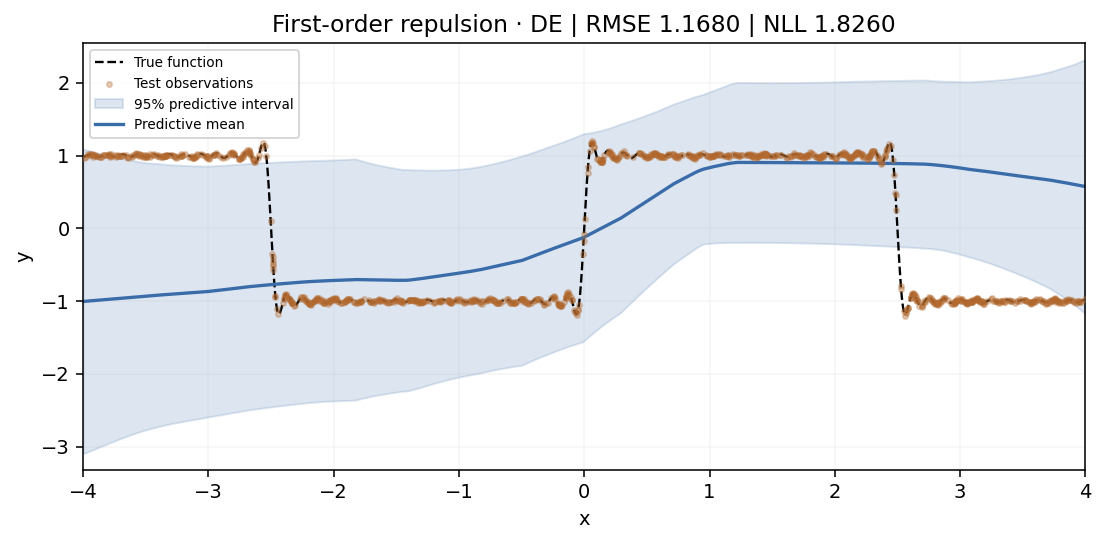 First-order repulsion · DE | RMSE 1.1680 | NLL 1.8260
True function
Test observations
95% predictive interval
Predictive mean
y
2
1
0
−1
−2
−3
−4
−3
−2
−1
0
1
2
3
4
x